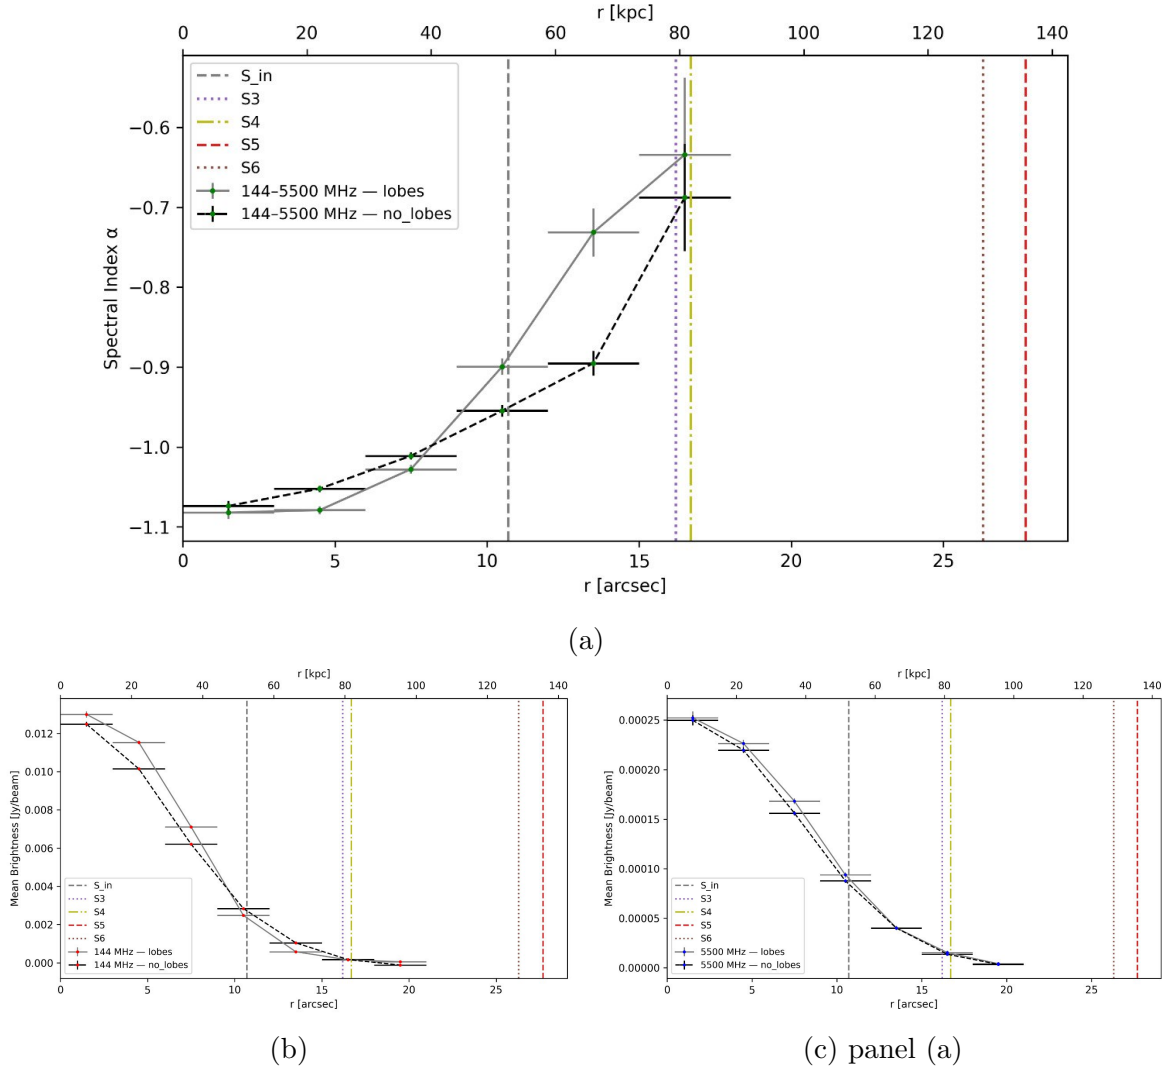 r [kpc]
0 20 40 60 80 100 120 140
S_in
S3
S4
S5
S6
144–5500 MHz — lobes
144–5500 MHz — no_lobes
Spectral Index α
−0.6
−0.7
−0.8
−0.9
−1.0
−1.1
0 5 10 15 20 25
r [arcsec]
(a)
r [kpc]
0 20 40 60 80 100 120 140
Mean Brightness [Jy/beam]
0.012
0.010
0.008
0.006
0.004
0.002
0.000
S_in
S3
S4
S5
S6
144 MHz — lobes
144 MHz — no_lobes
0 5 10 15 20 25
r [arcsec]
(b)
r [kpc]
0 20 40 60 80 100 120 140
Mean Brightness [Jy/beam]
0.00025
0.00020
0.00015
0.00010
0.00005
0.00000
S_in
S3
S4
S5
S6
5500 MHz — lobes
5500 MHz — no_lobes
0 5 10 15 20 25
r [arcsec]
(c) panel (a)